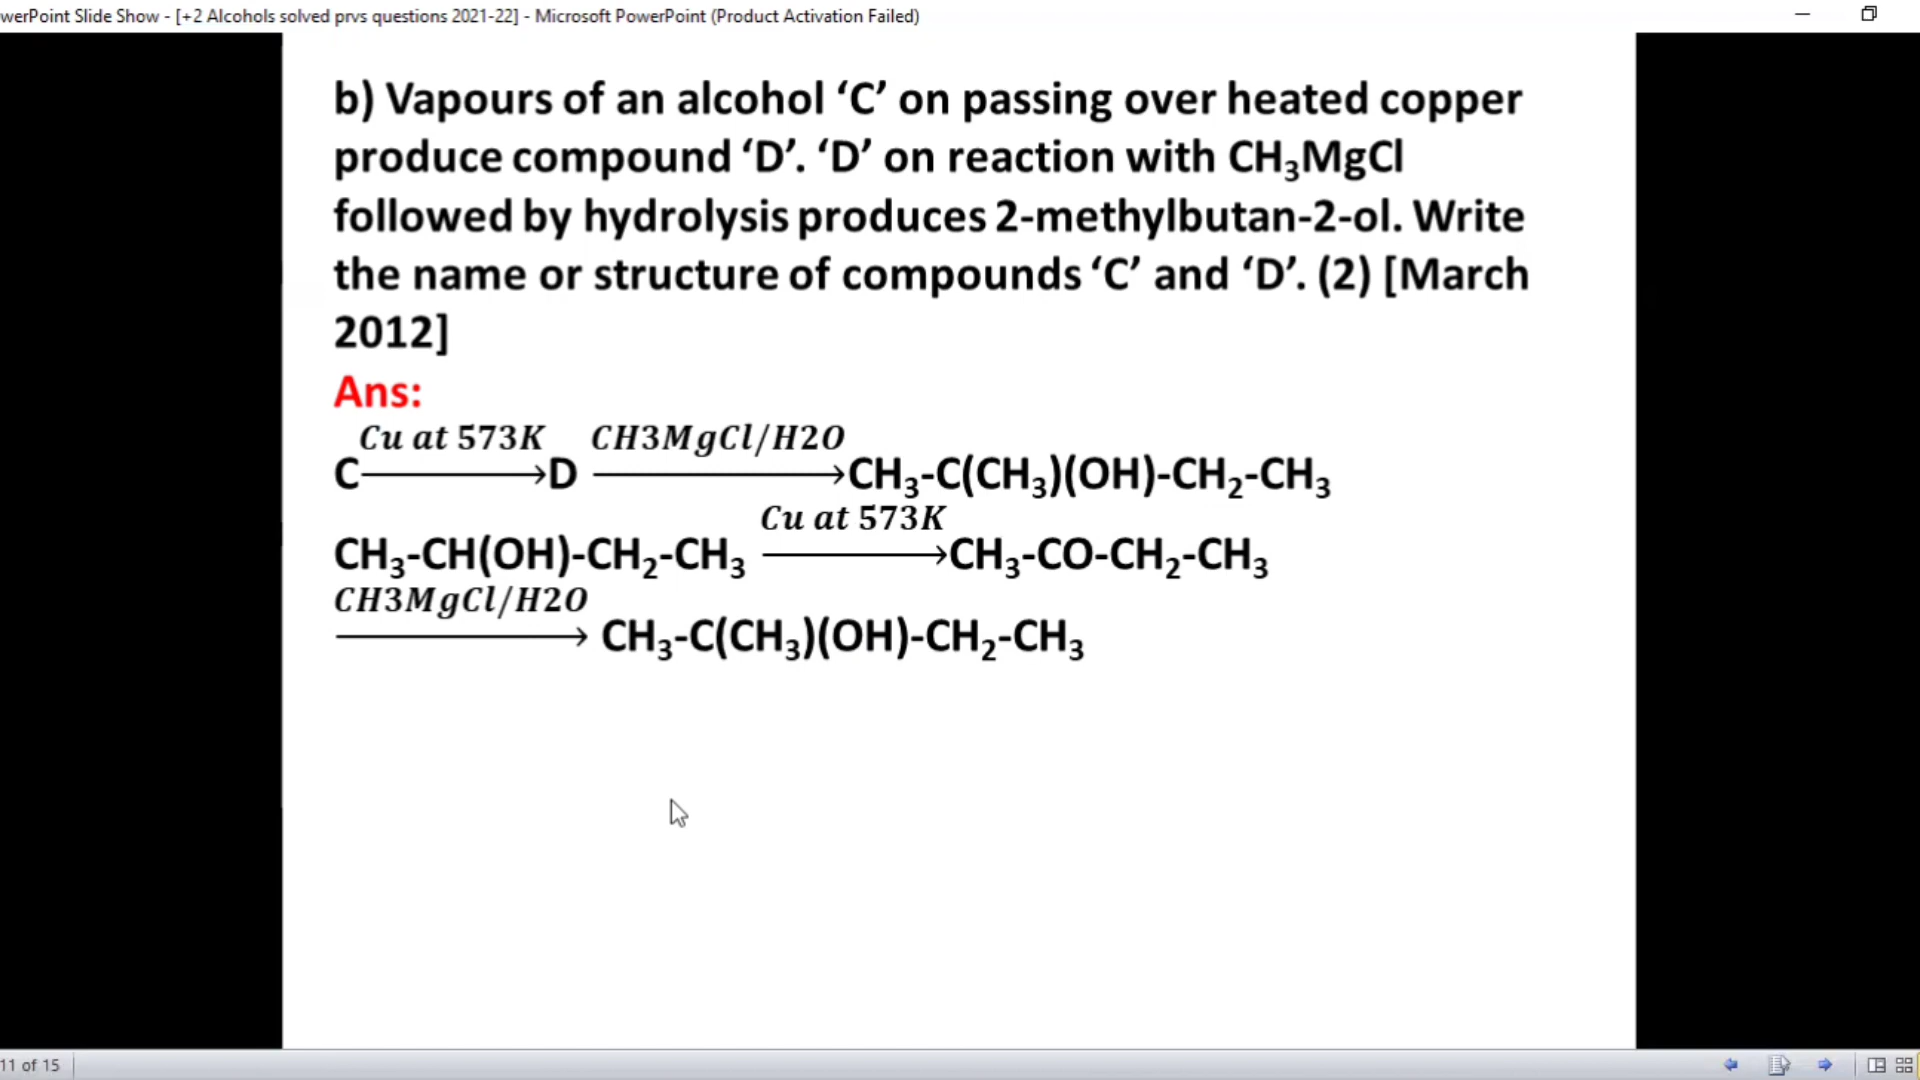 werPoint Slide Show - [+2 Alcohols solved prvs questions 2021-22] - Microsoft PowerPoint (Product Activation Failed)
b) Vapours of an alcohol ‘C’ on passing over heated copper
produce compound ‘D’. ‘D’ on reaction with CH₃MgCl
followed by hydrolysis produces 2-methylbutan-2-ol. Write
the name or structure of compounds ‘C’ and ‘D’. (2) [March
2012]
Ans:
Cu at 573K CH3MgCl/H2O
C⟶D ⟶CH₃-C(CH₃)(OH)-CH₂-CH₃
Cu at 573K
CH₃-CH(OH)-CH₂-CH₃ ⟶CH₃-CO-CH₂-CH₃
CH3MgCl/H2O
⟶ CH₃-C(CH₃)(OH)-CH₂-CH₃
11 of 15